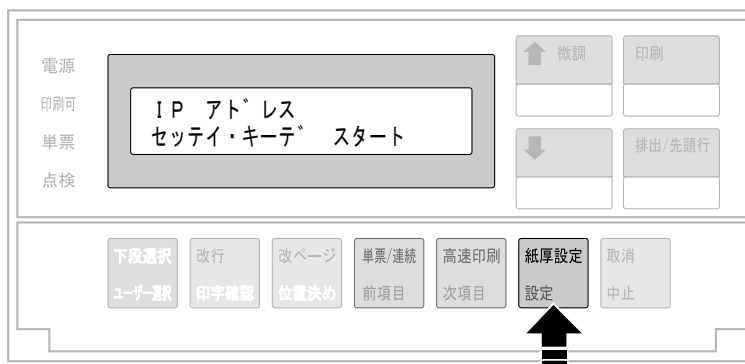 電源
印刷可
単票
点検
IP アドレス
セッテイ・キーデ スタート
微調
印刷
排出/先頭行
下段選択
ユーザー選択
改行
印字確認
改ページ
位置決め
単票/連続
前項目
高速印刷
次項目
紙厚設定
設定
取消
中止